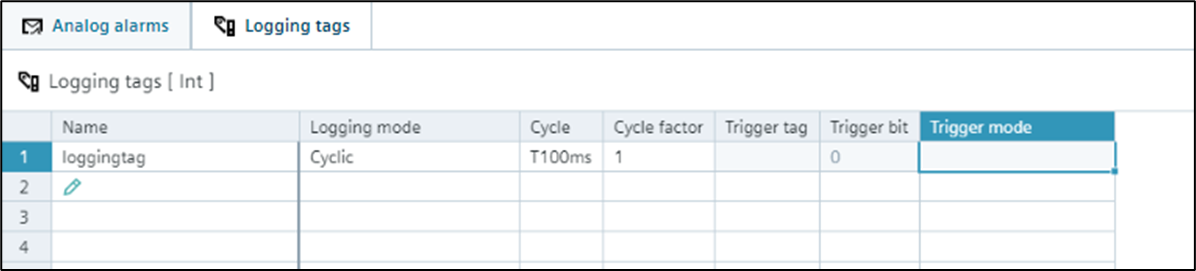 Analog alarms Logging tags
Logging tags [ Int ]
Name Logging mode Cycle Cycle factor Trigger tag Trigger bit Trigger mode
1 loggingtag Cyclic T100ms 1 0
2
3
4